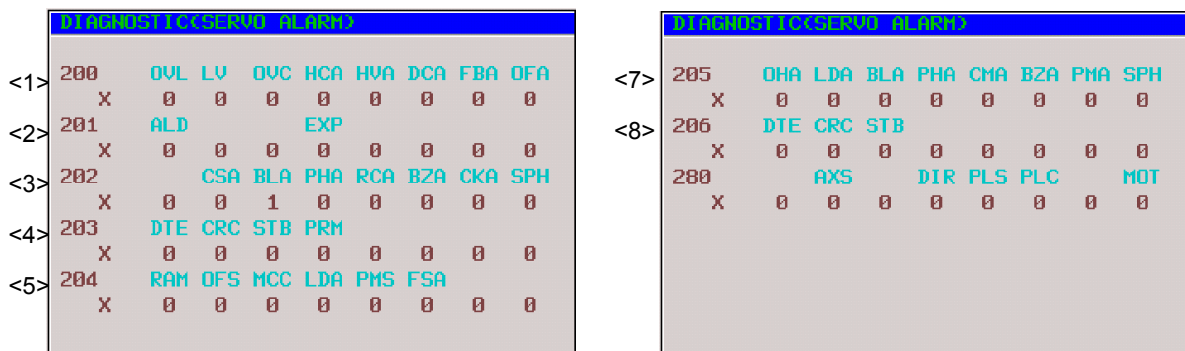 DIAGNOSTIC(SERVO ALARM)
<1> 200 OVL LV OVC HCA HVA DCA FBA OFA
X 0 0 0 0 0 0 0 0
<2> 201 ALD EXP
X 0 0 0 0 0 0 0 0
<3> 202 CSA BLA PHA RCA BZA CKA SPH
X 0 0 1 0 0 0 0 0
<4> 203 DTE CRC STB PRM
X 0 0 0 0 0 0 0 0
<5> 204 RAM OFS MCC LDA PMS FSA
X 0 0 0 0 0 0 0 0
DIAGNOSTIC(SERVO ALARM)
<7> 205 OHA LDA BLA PHA CMA BZA PMA SPH
X 0 0 0 0 0 0 0 0
<8> 206 DTE CRC STB
X 0 0 0 0 0 0 0 0
280 AXS DIR PLS PLC MOT
X 0 0 0 0 0 0 0 0